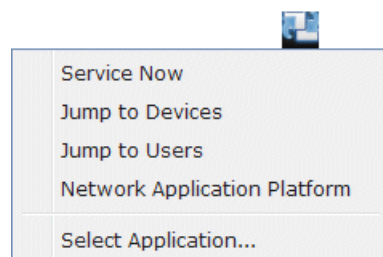 Service Now
Jump to Devices
Jump to Users
Network Application Platform
Select Application...